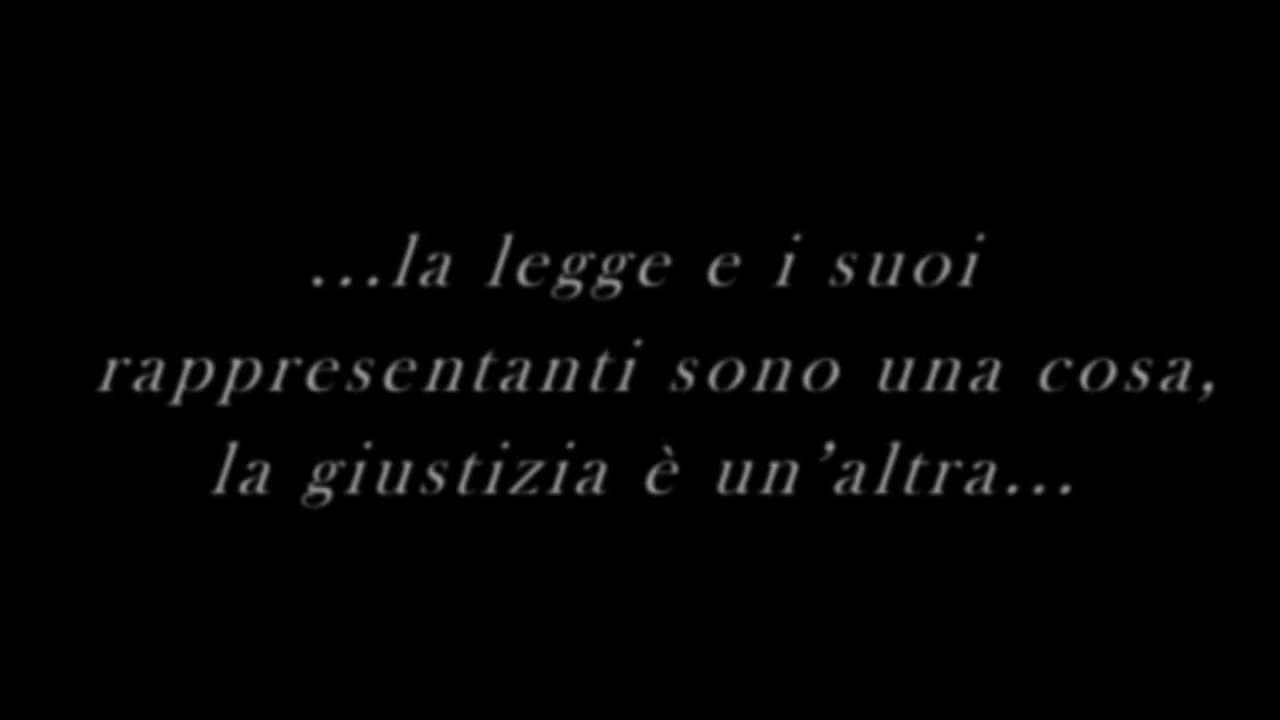 ...la legge e i suoi
rappresentanti sono una cosa,
la giustizia è un’altra...